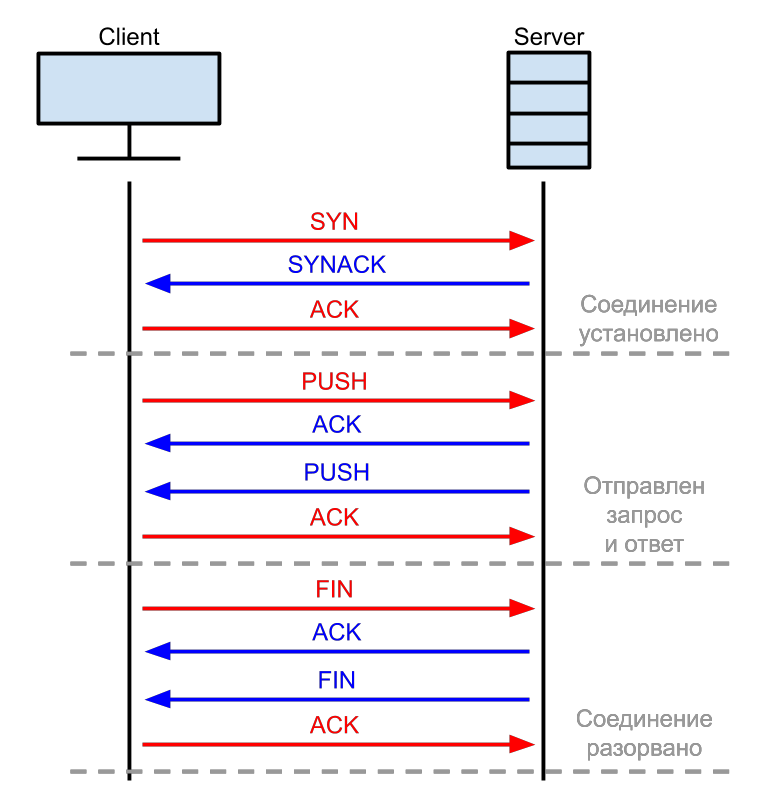 Client
Server
SYN
SYNACK
ACK
Соединение
установлено
PUSH
ACK
PUSH
ACK
Отправлен
запрос
и ответ
FIN
ACK
FIN
ACK
Соединение
разорвано